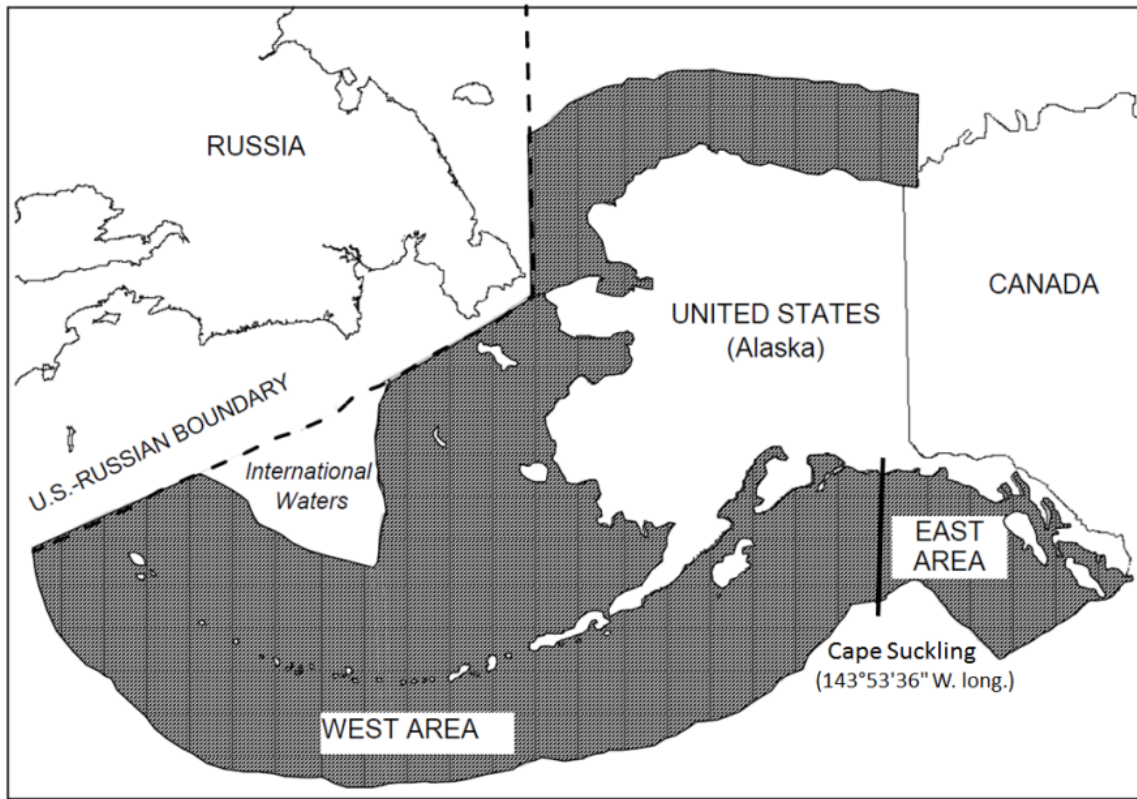 RUSSIA
CANADA
UNITED STATES
(Alaska)
U.S.-RUSSIAN BOUNDARY
International
Waters
EAST
AREA
Cape Suckling
(143°53'36" W. long.)
WEST AREA